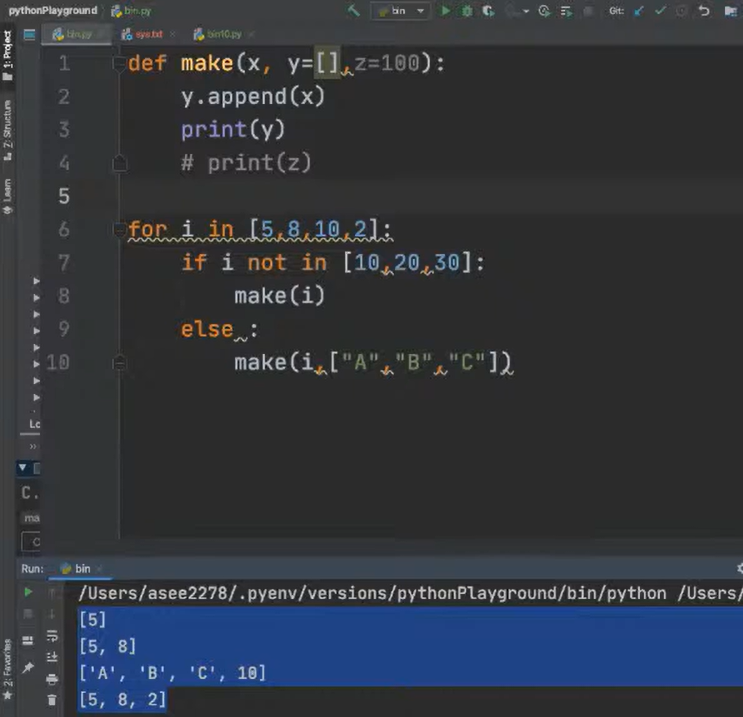 pythonPlayground bin.py
bin
Git:
1: Project
bin.py sys.txt bin10.py
1 def make(x, y=[],z=100):
2 y.append(x)
3 print(y)
4 # print(z)
5
6 for i in [5,8,10,2]:
7 if i not in [10,20,30]:
8 make(i)
9 else :
10 make(i,["A","B","C"])
7: Structure
Learn
Lo
C.
ma
Run: bin
/Users/asee2278/.pyenv/versions/pythonPlayground/bin/python /Users/
[5]
[5, 8]
['A', 'B', 'C', 10]
[5, 8, 2]
2: Favorites